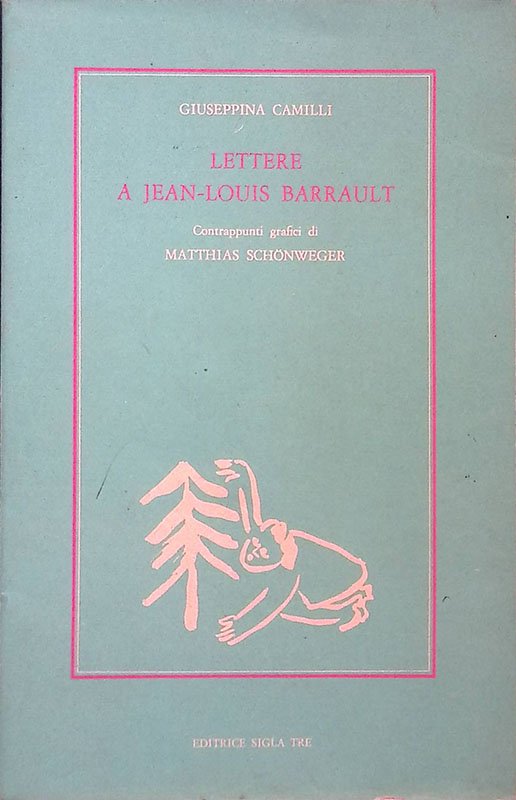 GIUSEPPINA CAMILLI
LETTERE
A JEAN-LOUIS BARRAULT
Contrappunti grafici di
MATTHIAS SCHÖNWEGER
EDITRICE SIGLA TRE